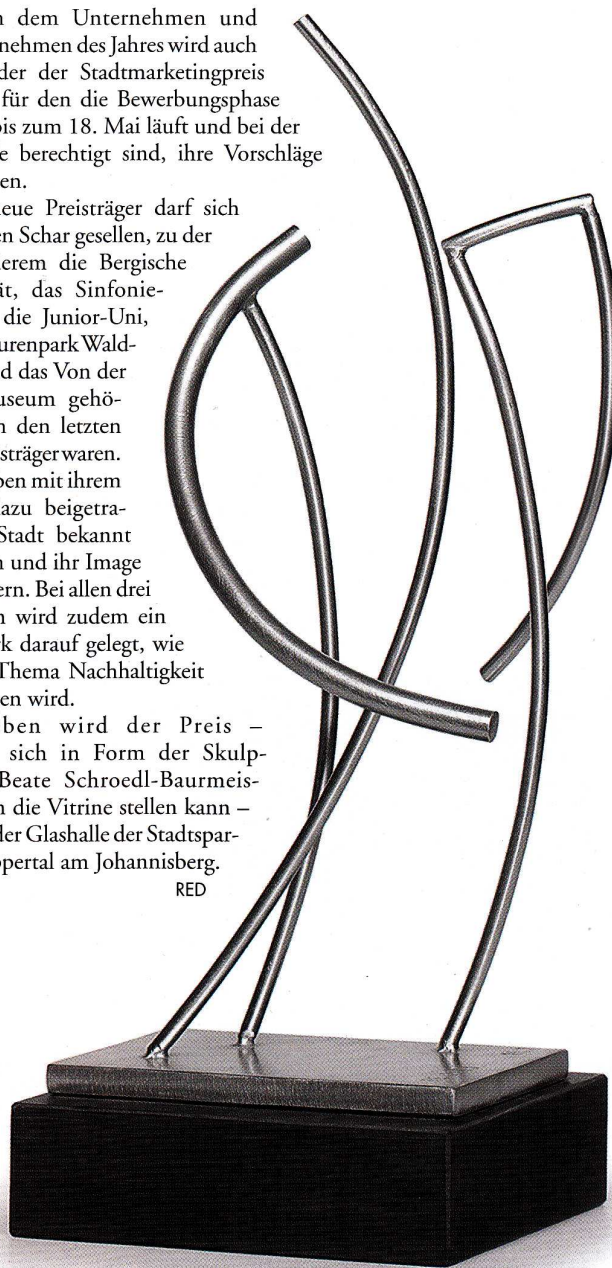 dem Unternehmen und
nehmen des Jahres wird auch
der der Stadtmarketingpreis
für den die Bewerbungsphase
bis zum 18. Mai läuft und bei der
e berechtigt sind, ihre Vorschläge
en.
neue Preisträger darf sich
en Schar gesellen, zu der
erem die Bergische
ät, das Sinfonie-
die Junior-Uni,
urenpark Wald-
d das Von der
useum gehö-
n den letzten
sträger waren.
ben mit ihrem
dazu beigetra-
Stadt bekannt
n und ihr Image
ern. Bei allen drei
n wird zudem ein
rk darauf gelegt, wie
Thema Nachhaltigkeit
en wird.
ben wird der Preis –
sich in Form der Skulp-
Beate Schroedl-Baurmeis-
n die Vitrine stellen kann –
der Glashalle der Stadtspar-
ppertal am Johannisberg.
RED